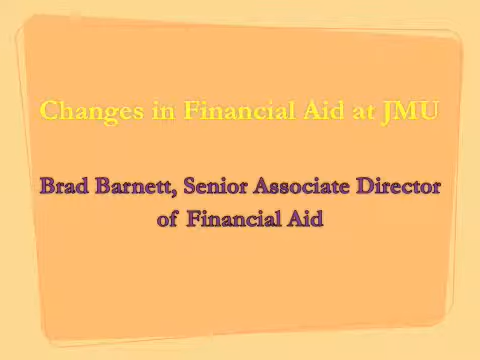 Changes in Financial Aid at JMU
Brad Barnett, Senior Associate Director
of Financial Aid